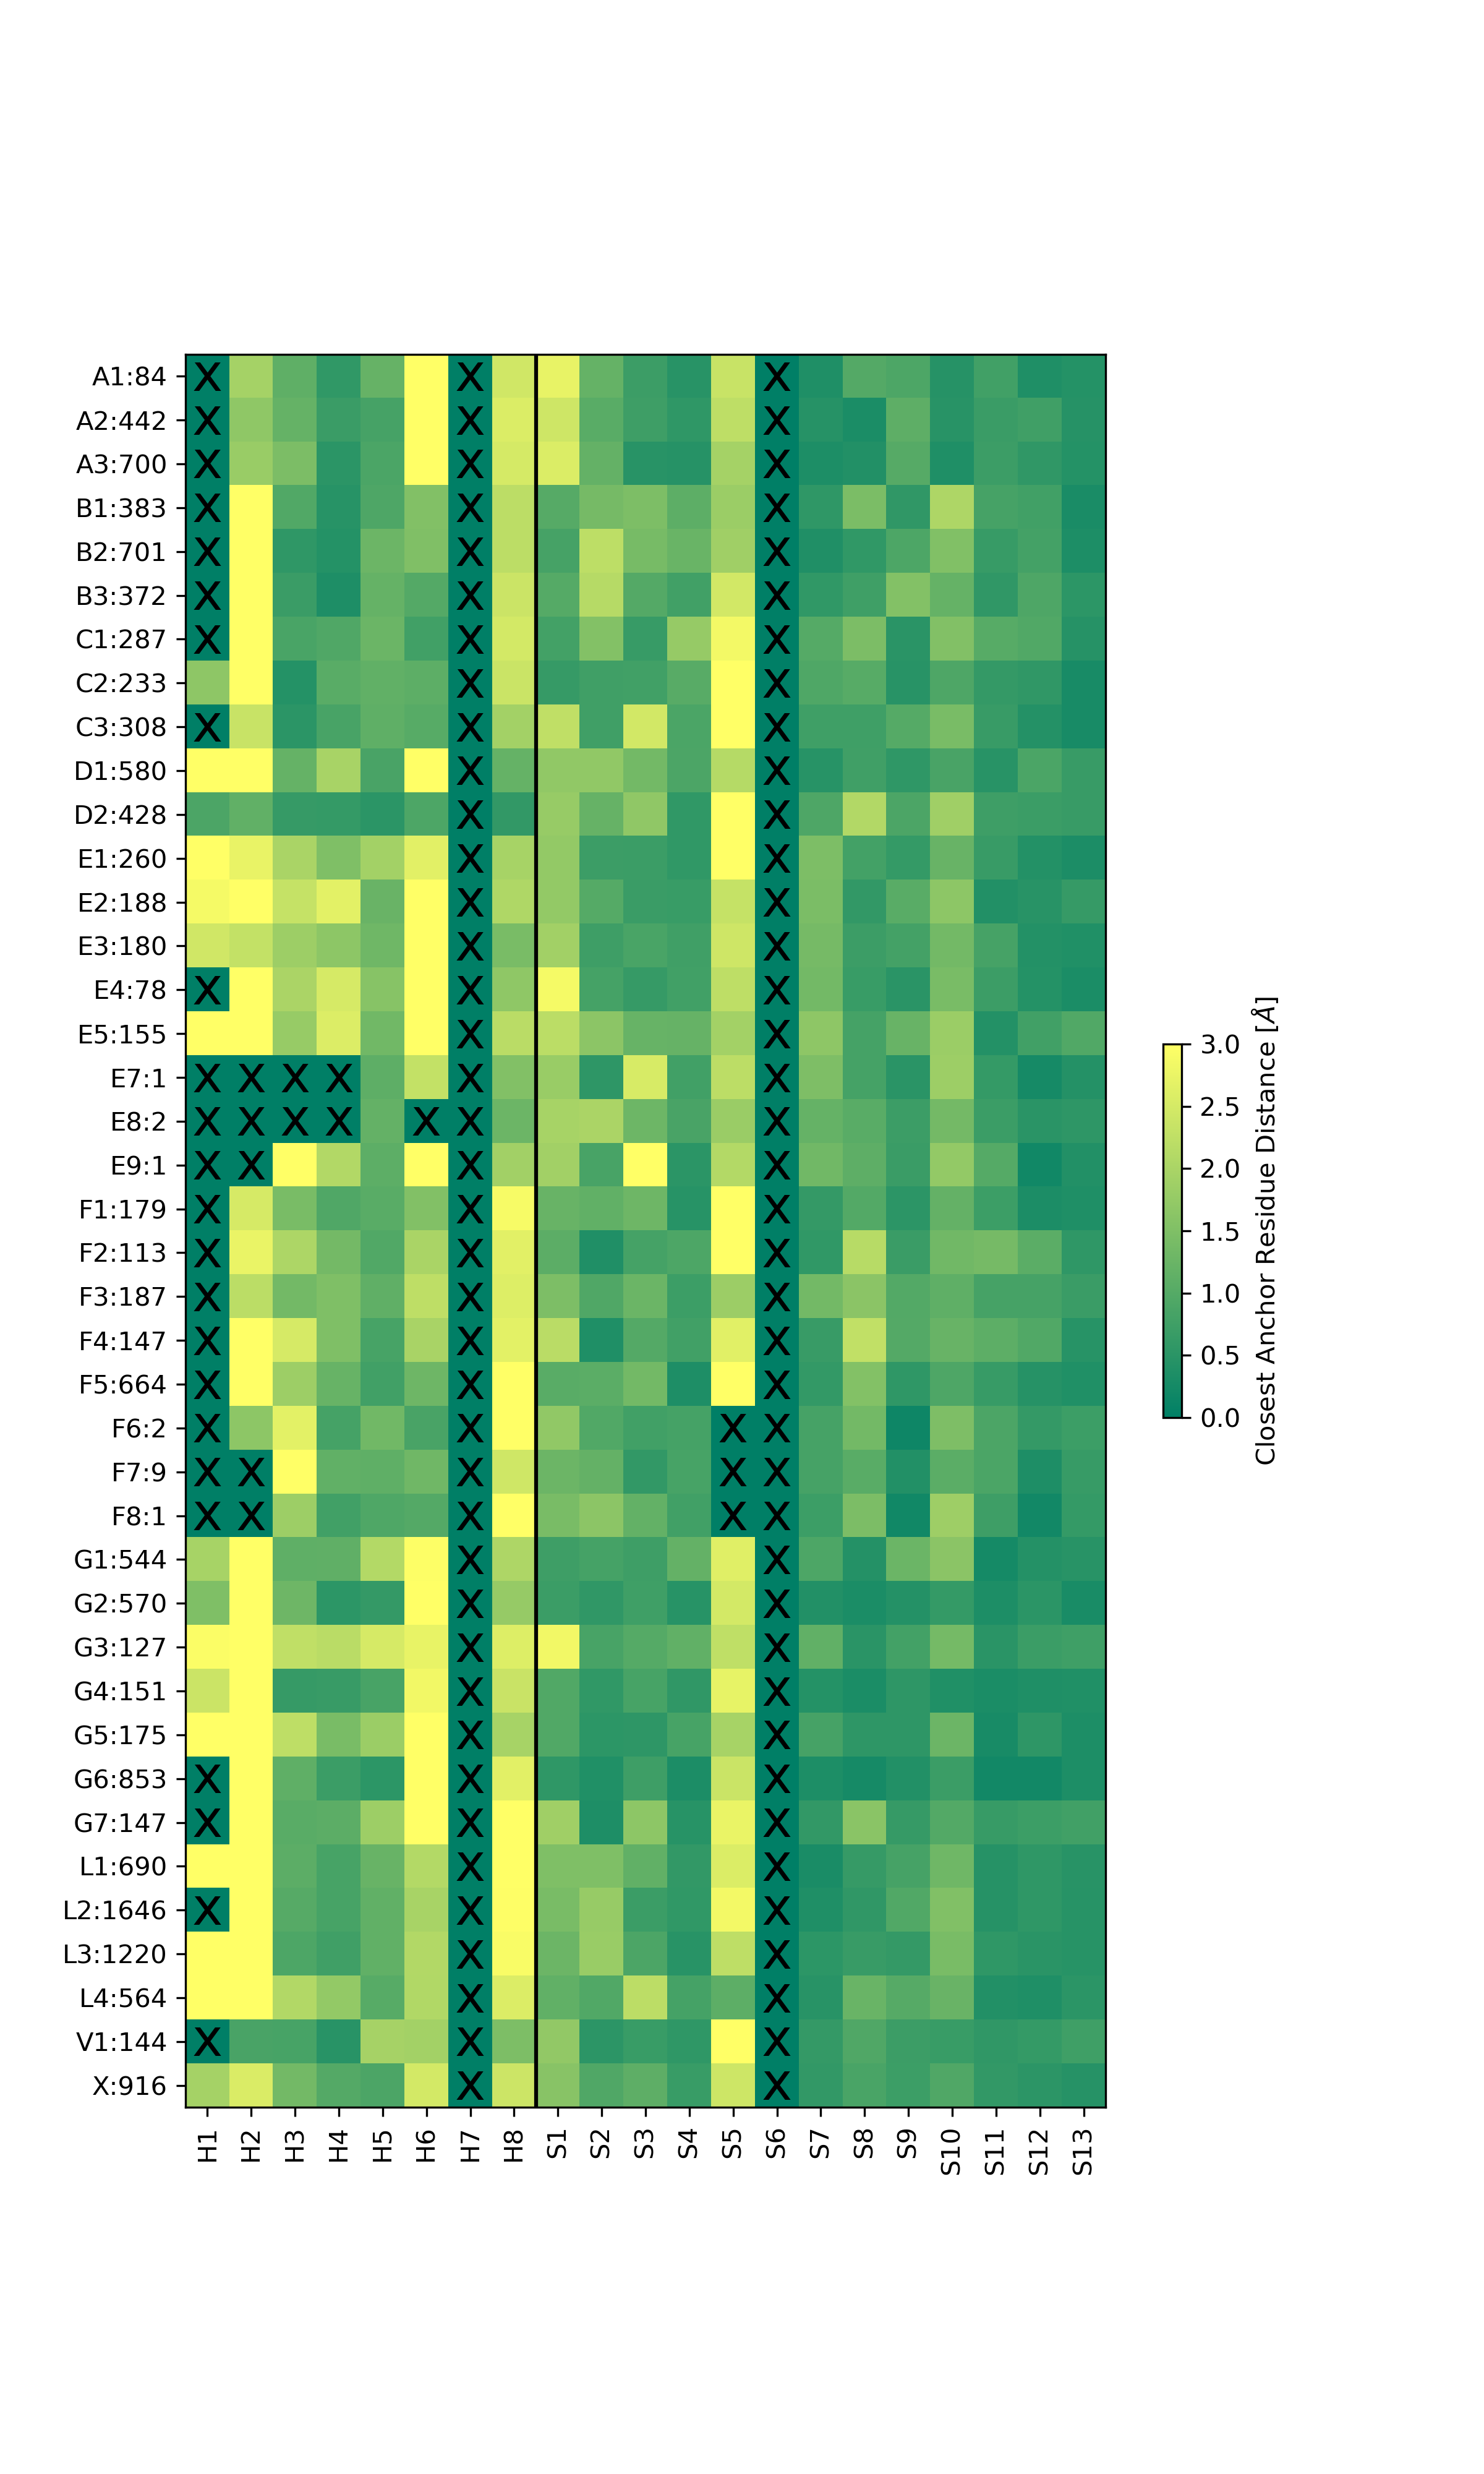 A1:84 X X X
A2:442 X X X
A3:700 X X X
B1:383 X X X
B2:701 X X X
B3:372 X X X
C1:287 X X X
C2:233 X X
C3:308 X X X
D1:580 X X
D2:428 X X
E1:260 X X
E2:188 X X
E3:180 X X
E4:78 X X X
E5:155 X X
E7:1 X X X X X X
E8:2 X X X X X X X
E9:1 X X X X
F1:179 X X X
F2:113 X X X
F3:187 X X X
F4:147 X X X
F5:664 X X X
F6:2 X X X X
F7:9 X X X X X
F8:1 X X X X X
G1:544 X X
G2:570 X X
G3:127 X X
G4:151 X X
G5:175 X X
G6:853 X X X
G7:147 X X X
L1:690 X X
L2:1646 X X X
L3:1220 X X
L4:564 X X
V1:144 X X X
X:916 X X
H1 H2 H3 H4 H5 H6 H7 H8 S1 S2 S3 S4 S5 S6 S7 S8 S9 S10 S11 S12 S13
3.0
2.5
2.0
1.5
1.0
0.5
0.0
Closest Anchor Residue Distance [Å]